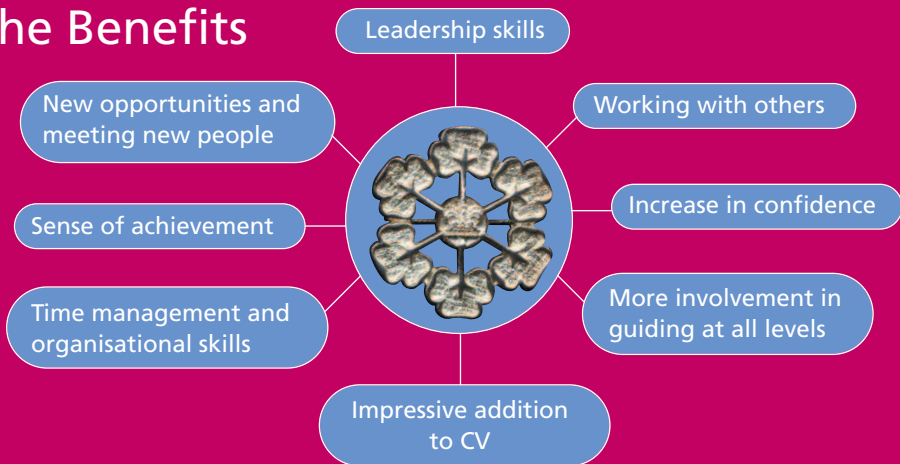 he Benefits
Leadership skills
New opportunities and
meeting new people
Working with others
Sense of achievement
Increase in confidence
Time management and
organisational skills
More involvement in
guiding at all levels
Impressive addition
to CV